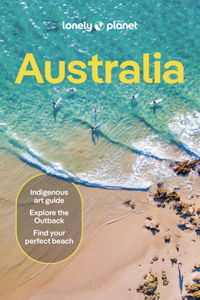 lonely planet
Australia
Indigenous
art guide
Explore the
Outback
Find your
perfect beach